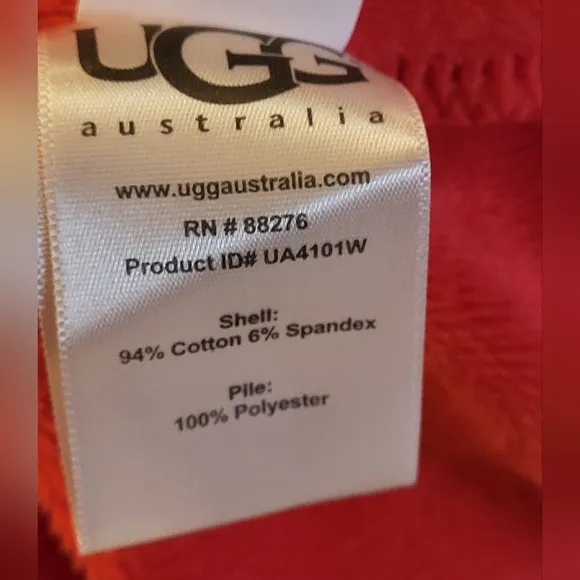 UGG
australia
www.uggaustralia.com
RN # 88276
Product ID# UA4101W
Shell:
94% Cotton 6% Spandex
Pile:
100% Polyester